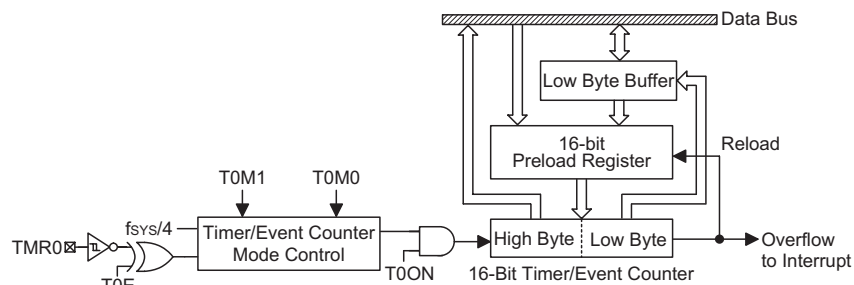 Data Bus
Low Byte Buffer
16-bit
Preload Register
Reload
T0M1
T0M0
fSYS/4
Timer/Event Counter
Mode Control
TMR0
T0ON
High Byte
Low Byte
16-Bit Timer/Event Counter
Overflow
to Interrupt